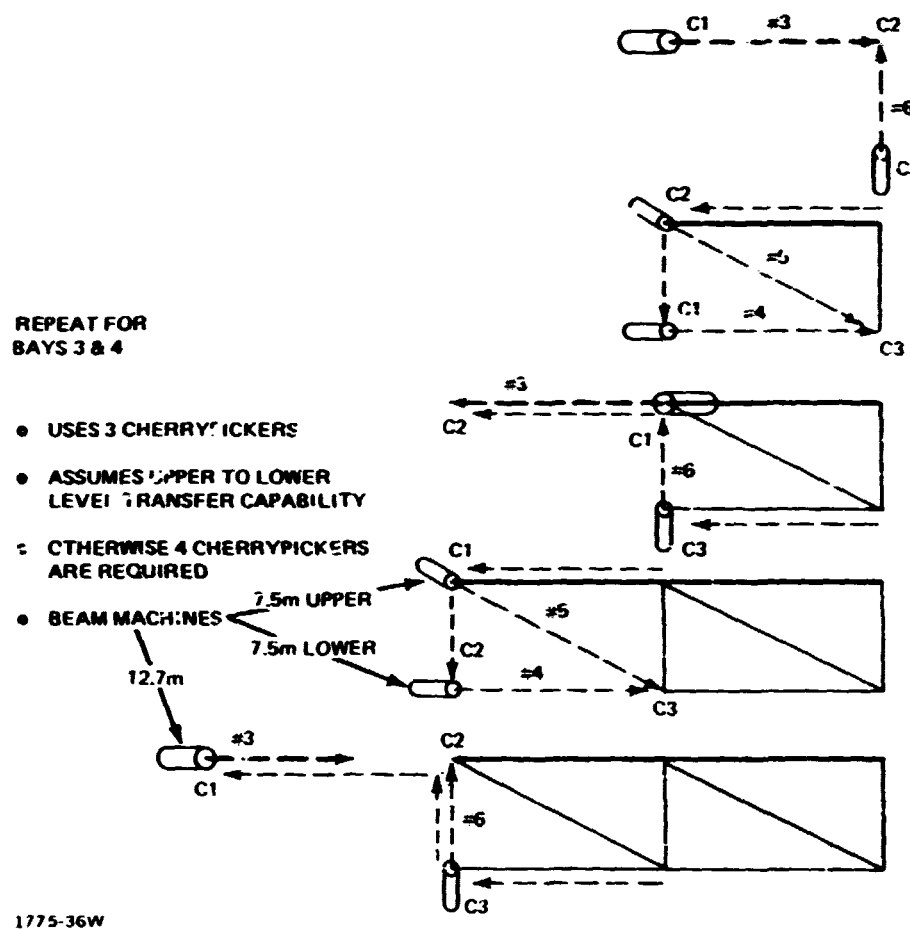 C1 #3 C2
#6
C
C2
#5
C1 #4
C3
REPEAT FOR
BAYS 3 & 4
#3
C2
C1
#6
C3
● USES 3 CHERRYPICKERS
● ASSUMES UPPER TO LOWER
LEVEL TRANSFER CAPABILITY
OTHERWISE 4 CHERRYPICKERS
ARE REQUIRED
● BEAM MACHINES
7.5m UPPER
7.5m LOWER
12.7m
C1
#5
C2
#4
C3
#3
C1
C2
#6
C3
1775-36W